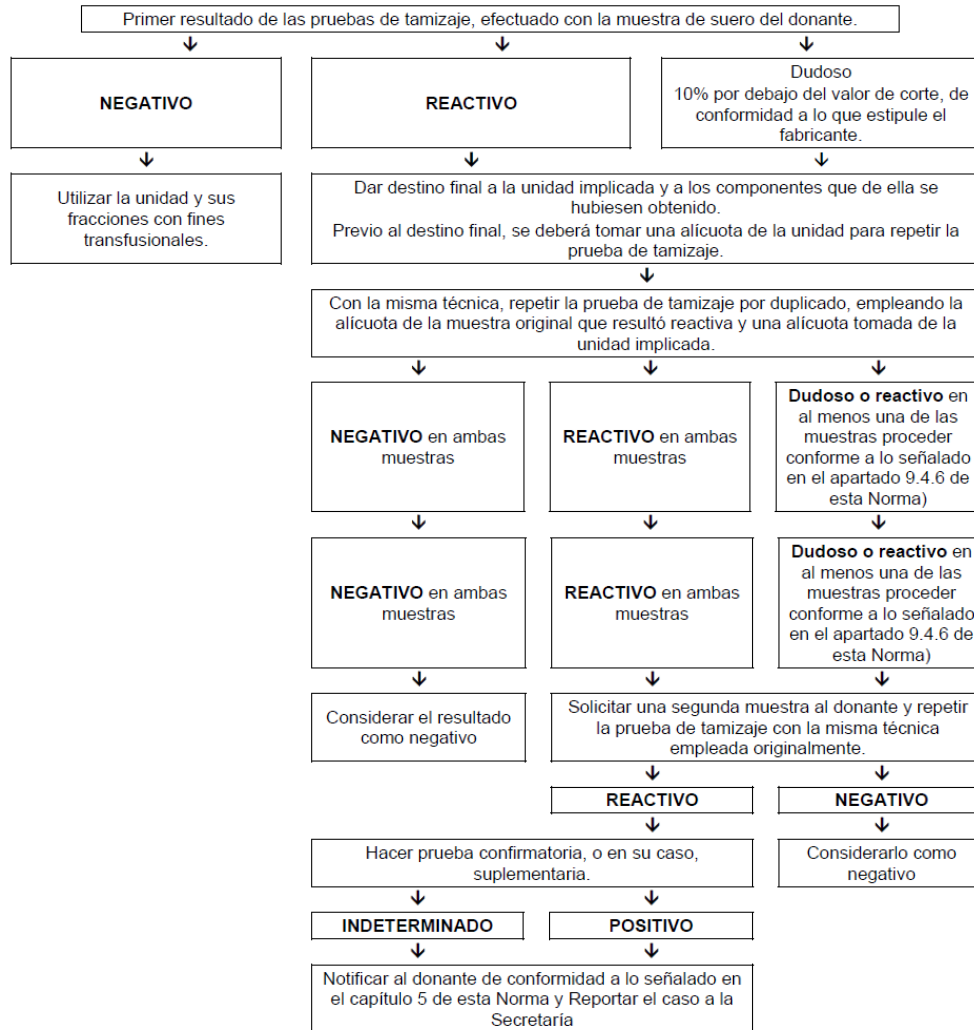 Primer resultado de las pruebas de tamizaje, efectuado con la muestra de suero del donante.
NEGATIVO
REACTIVO
Dudoso
10% por debajo del valor de corte, de
conformidad a lo que estipule el
fabricante.
Utilizar la unidad y sus
fracciones con fines
transfusionales.
Dar destino final a la unidad implicada y a los componentes que de ella se
hubiesen obtenido.
Previo al destino final, se deberá tomar una alícuota de la unidad para repetir la
prueba de tamizaje.
Con la misma técnica, repetir la prueba de tamizaje por duplicado, empleando la
alícuota de la muestra original que resultó reactiva y una alícuota tomada de la
unidad implicada.
NEGATIVO en ambas
muestras
REACTIVO en ambas
muestras
Dudoso o reactivo en
al menos una de las
muestras proceder
conforme a lo señalado
en el apartado 9.4.6 de
esta Norma)
NEGATIVO en ambas
muestras
REACTIVO en ambas
muestras
Dudoso o reactivo en
al menos una de las
muestras proceder
conforme a lo señalado
en el apartado 9.4.6 de
esta Norma)
Considerar el resultado
como negativo
Solicitar una segunda muestra al donante y repetir
la prueba de tamizaje con la misma técnica
empleada originalmente.
REACTIVO
NEGATIVO
Hacer prueba confirmatoria, o en su caso,
suplementaria.
Considerarlo como
negativo
INDETERMINADO
POSITIVO
Notificar al donante de conformidad a lo señalado en
el capítulo 5 de esta Norma y Reportar el caso a la
Secretaría